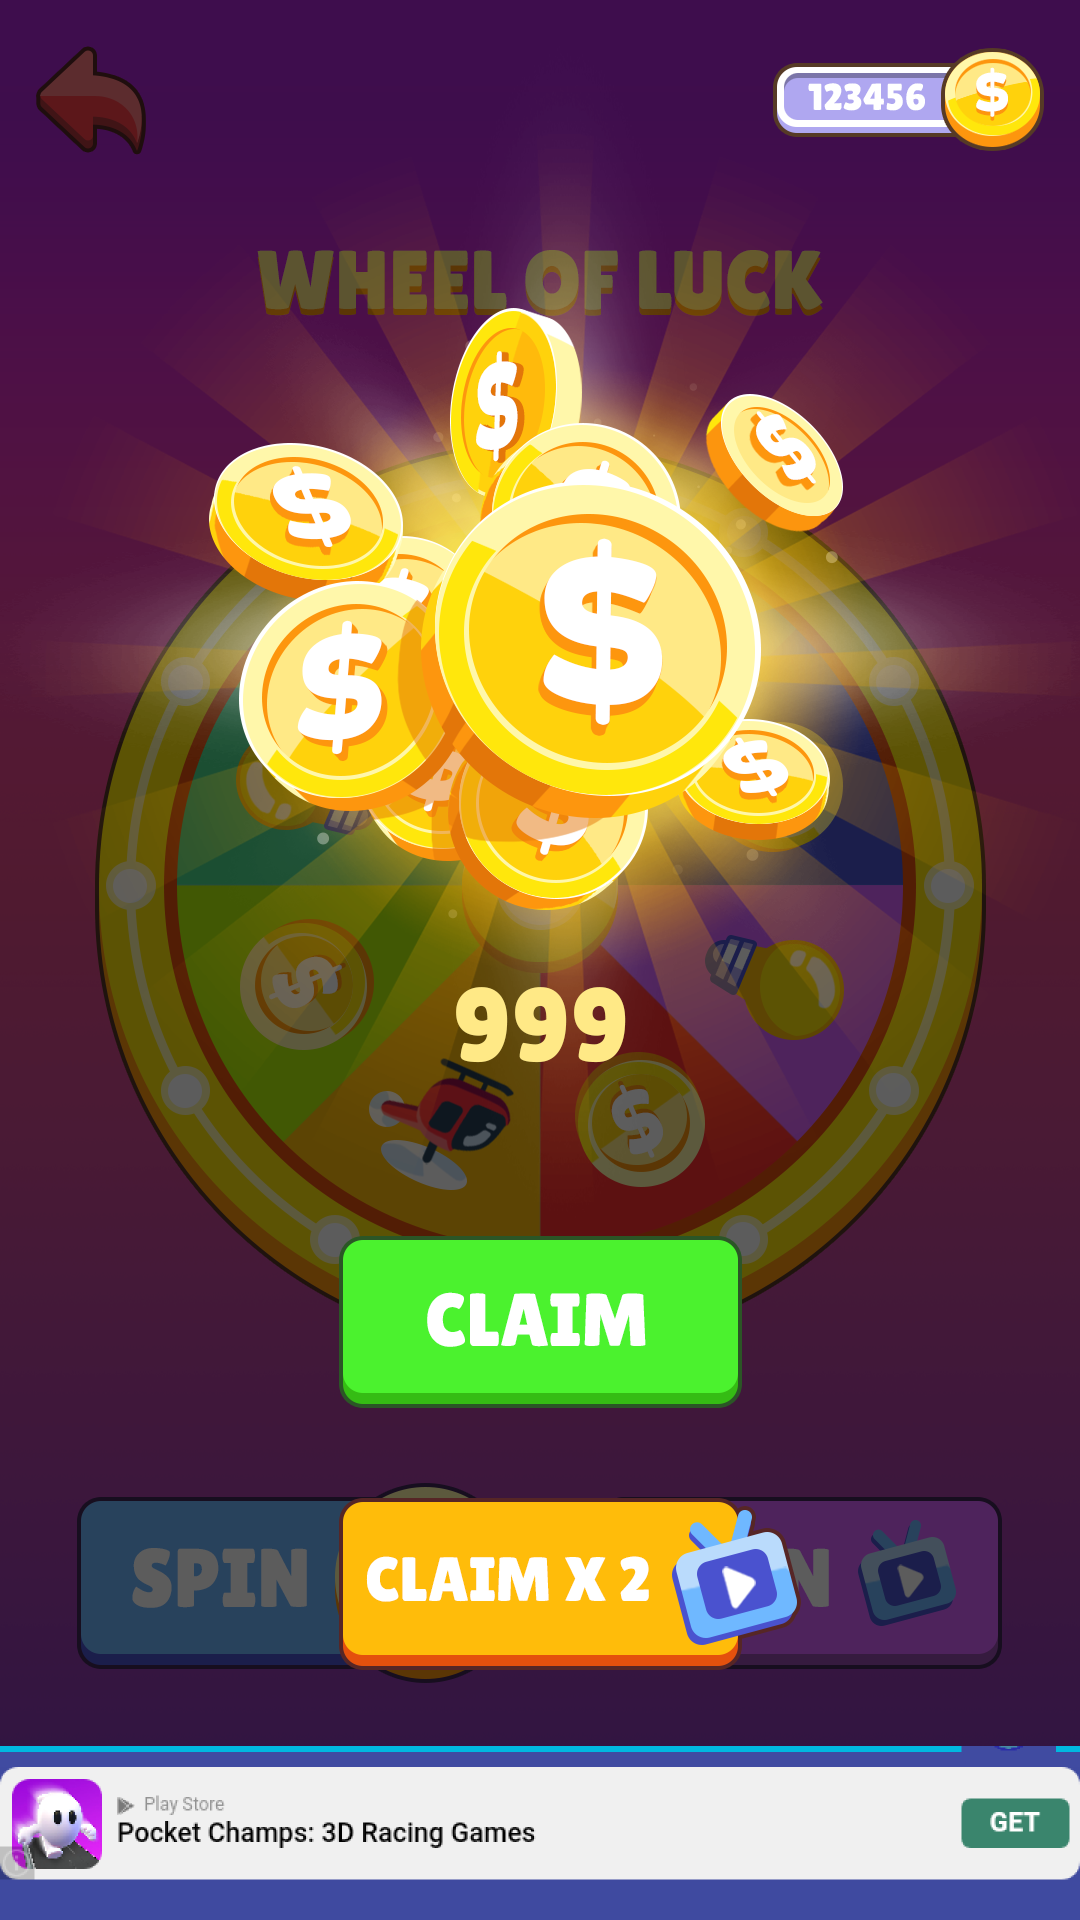 123456
WHEEL OF LUCK
999
CLAIM
SPIN
CLAIM X 2
Play Store
Pocket Champs: 3D Racing Games
GET